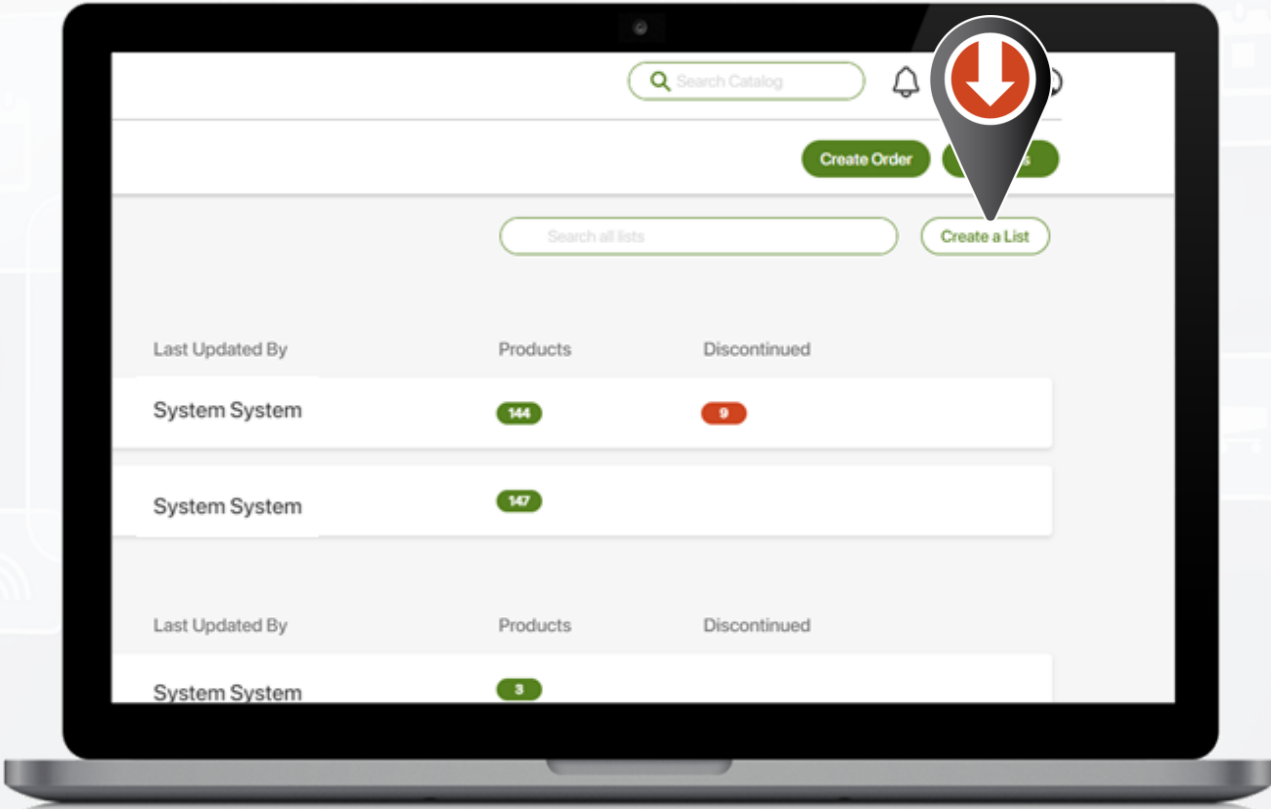 Search Catalog
Create Order
Search all lists
Create a List
Last Updated By Products Discontinued
System System 144 9
System System 147
Last Updated By Products Discontinued
System System 3